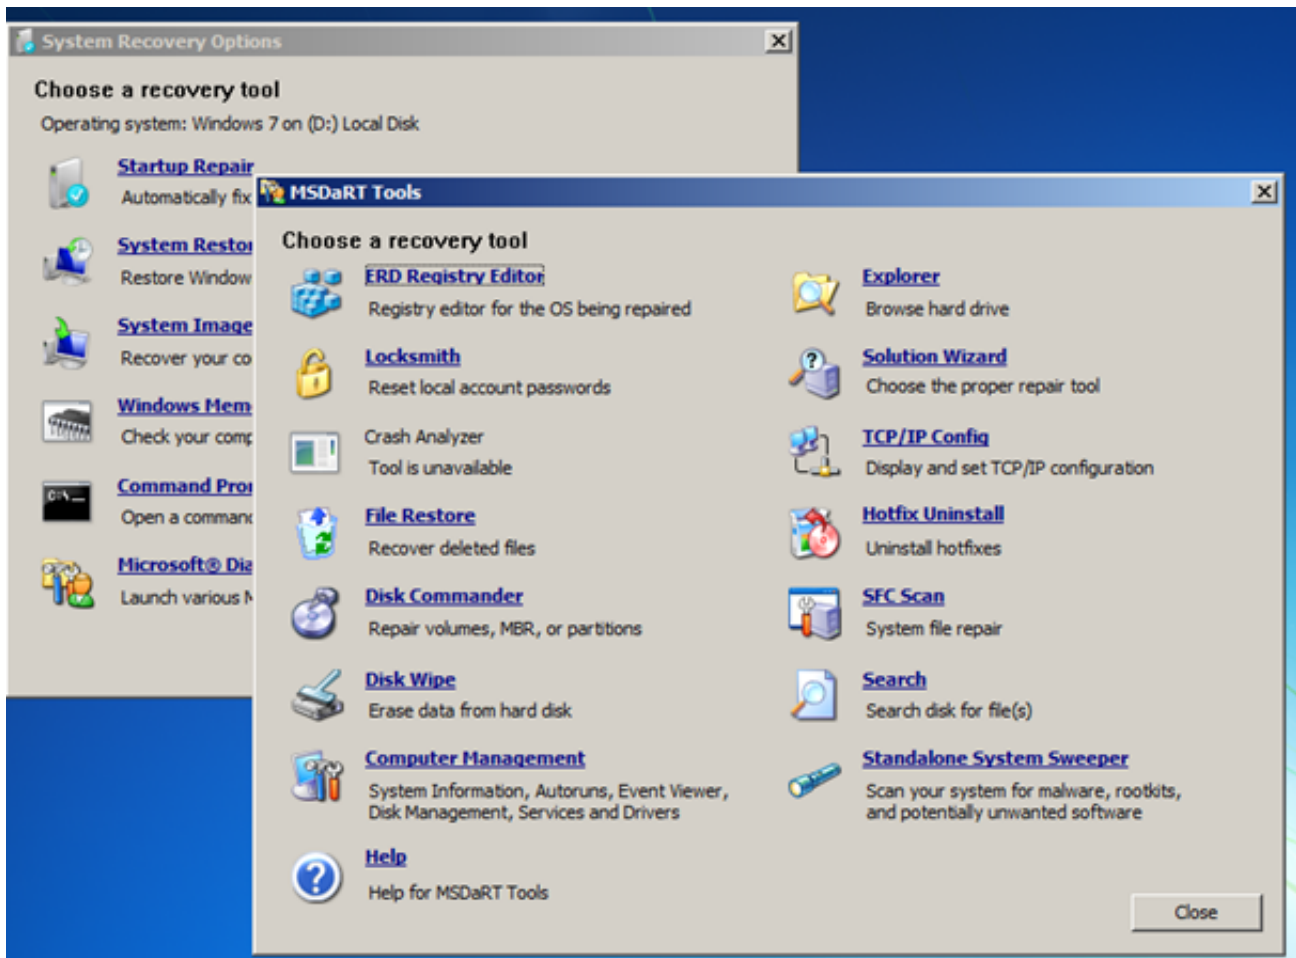 System Recovery Options
Choose a recovery tool
Operating system: Windows 7 on (D:) Local Disk
Startup Repair
Automatically fix
System Restor
Restore Window
System Image
Recover your co
Windows Mem
Check your comp
C:\_
Command Pro
Open a command
Microsoft® Dia
Launch various M
MSDaRT Tools
Choose a recovery tool
ERD Registry Editor
Registry editor for the OS being repaired
Locksmith
Reset local account passwords
Crash Analyzer
Tool is unavailable
File Restore
Recover deleted files
Disk Commander
Repair volumes, MBR, or partitions
Disk Wipe
Erase data from hard disk
Computer Management
System Information, Autoruns, Event Viewer,
Disk Management, Services and Drivers
Help
Help for MSDaRT Tools
Explorer
Browse hard drive
Solution Wizard
Choose the proper repair tool
TCP/IP Config
Display and set TCP/IP configuration
Hotfix Uninstall
Uninstall hotfixes
SFC Scan
System file repair
Search
Search disk for file(s)
Standalone System Sweeper
Scan your system for malware, rootkits,
and potentially unwanted software
Close